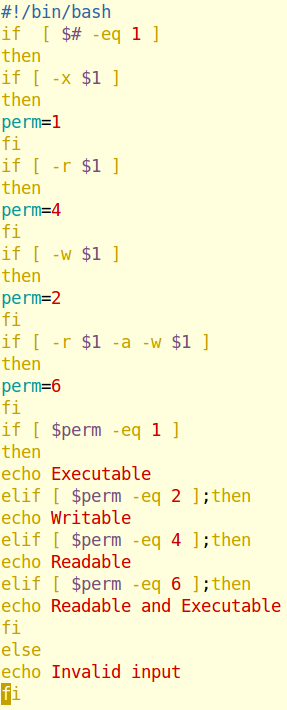 #!/bin/bash
if  [ $# -eq 1 ]
then
if [ -x $1 ]
then
perm=1
fi
if [ -r $1 ]
then
perm=4
fi
if [ -w $1 ]
then
perm=2
fi
if [ -r $1 -a -w $1 ]
then
perm=6
fi
if [ $perm -eq 1 ]
then
echo Executable
elif [ $perm -eq 2 ];then
echo Writable
elif [ $perm -eq 4 ];then
echo Readable
elif [ $perm -eq 6 ];then
echo Readable and Executable
fi
else
echo Invalid input
fi